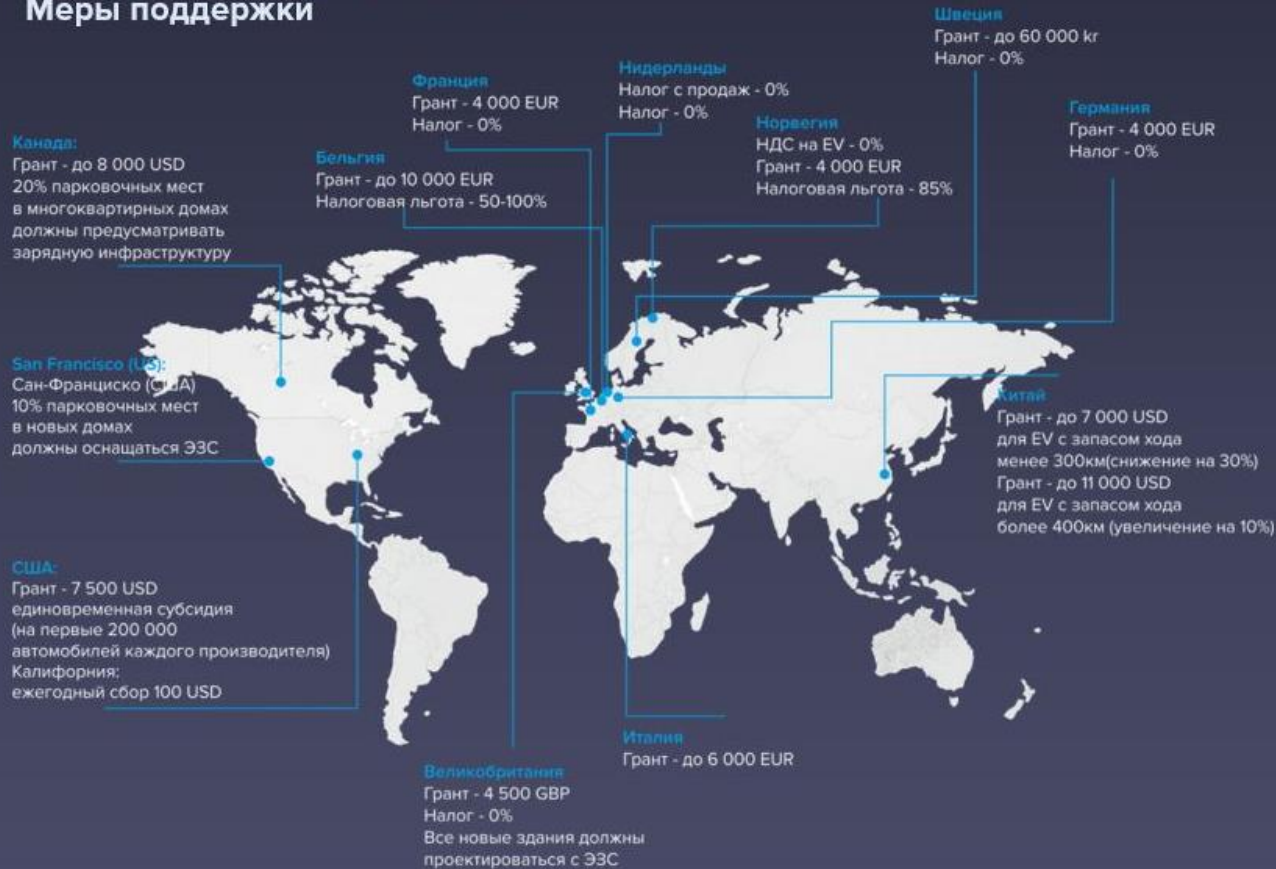 Меры поддержки
Швеция
Грант - до 60 000 kr
Налог - 0%
Нидерланды
Налог с продаж - 0%
Налог - 0%
Франция
Грант - 4 000 EUR
Налог - 0%
Германия
Грант - 4 000 EUR
Налог - 0%
Норвегия
НДС на EV - 0%
Грант - 4 000 EUR
Налоговая льгота - 85%
Канада:
Грант - до 8 000 USD
20% парковочных мест
в многоквартирных домах
должны предусматривать
зарядную инфраструктуру
Бельгия
Грант - до 10 000 EUR
Налоговая льгота - 50-100%
San Francisco (US):
Сан-Франциско (США)
10% парковочных мест
в новых домах
должны оснащаться ЭЗС
Китай
Грант - до 7 000 USD
для EV с запасом хода
менее 300км(снижение на 30%)
Грант - до 11 000 USD
для EV с запасом хода
более 400км (увеличение на 10%)
США:
Грант - 7 500 USD
единовременная субсидия
(на первые 200 000
автомобилей каждого производителя)
Калифорния:
ежегодный сбор 100 USD
Италия
Грант - до 6 000 EUR
Великобритания
Грант - 4 500 GBP
Налог - 0%
Все новые здания должны
проектироваться с ЭЗС